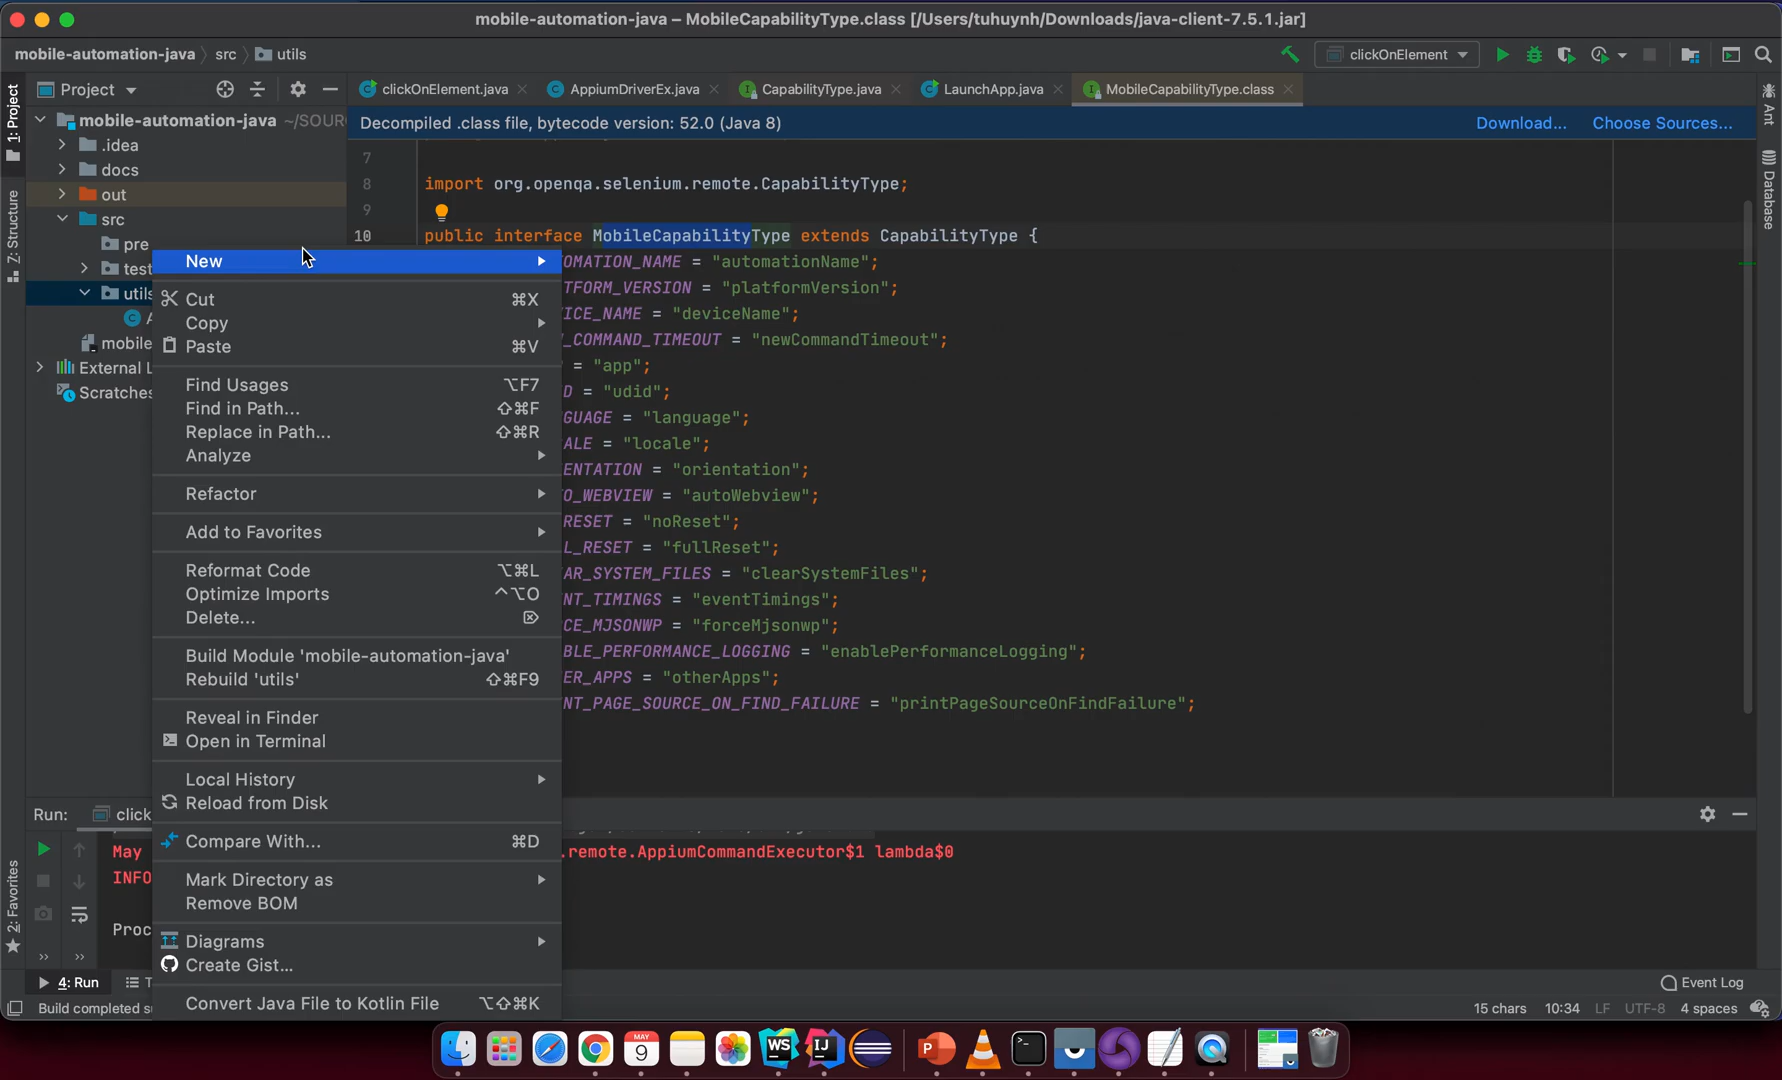 mobile-automation-java – MobileCapabilityType.class [/Users/tuhuynh/Downloads/java-client-7.5.1.jar]
mobile-automation-java
src
utils
clickOnElement
Project
clickOnElement.java
AppiumDriverEx.java
CapabilityType.java
LaunchApp.java
MobileCapabilityType.class
Decompiled .class file, bytecode version: 52.0 (Java 8)
Download...
Choose Sources...
1: Project
7: Structure
2: Favorites
Ant
Database
mobile-automation-java ~/SOUR
.idea
docs
out
src
pre
test
utils
A
mobile
External L
Scratches
7
8
9
10
import org.openqa.selenium.remote.CapabilityType;
public interface MobileCapabilityType extends CapabilityType {
OMATION_NAME = "automationName";
TFORM_VERSION = "platformVersion";
ICE_NAME = "deviceName";
_COMMAND_TIMEOUT = "newCommandTimeout";
= "app";
D = "udid";
GUAGE = "language";
ALE = "locale";
ENTATION = "orientation";
O_WEBVIEW = "autoWebview";
RESET = "noReset";
L_RESET = "fullReset";
AR_SYSTEM_FILES = "clearSystemFiles";
NT_TIMINGS = "eventTimings";
CE_MJSONWP = "forceMjsonwp";
BLE_PERFORMANCE_LOGGING = "enablePerformanceLogging";
ER_APPS = "otherApps";
NT_PAGE_SOURCE_ON_FIND_FAILURE = "printPageSourceOnFindFailure";
New
Cut ⌘X
Copy
Paste ⌘V
Find Usages ⌥F7
Find in Path... ⇧⌘F
Replace in Path... ⇧⌘R
Analyze
Refactor
Add to Favorites
Reformat Code ⌥⌘L
Optimize Imports ^⌥O
Delete... ⌦
Build Module 'mobile-automation-java'
Rebuild 'utils' ⇧⌘F9
Reveal in Finder
Open in Terminal
Local History
Reload from Disk
Compare With... ⌘D
Mark Directory as
Remove BOM
Diagrams
Create Gist...
Convert Java File to Kotlin File ⌥⇧⌘K
Run:
click
May
.remote.AppiumCommandExecutor$1 lambda$0
INFO
Proc
4: Run
T
Event Log
Build completed su
15 chars
10:34
LF
UTF-8
4 spaces
MAY
9
WS
IJ
P